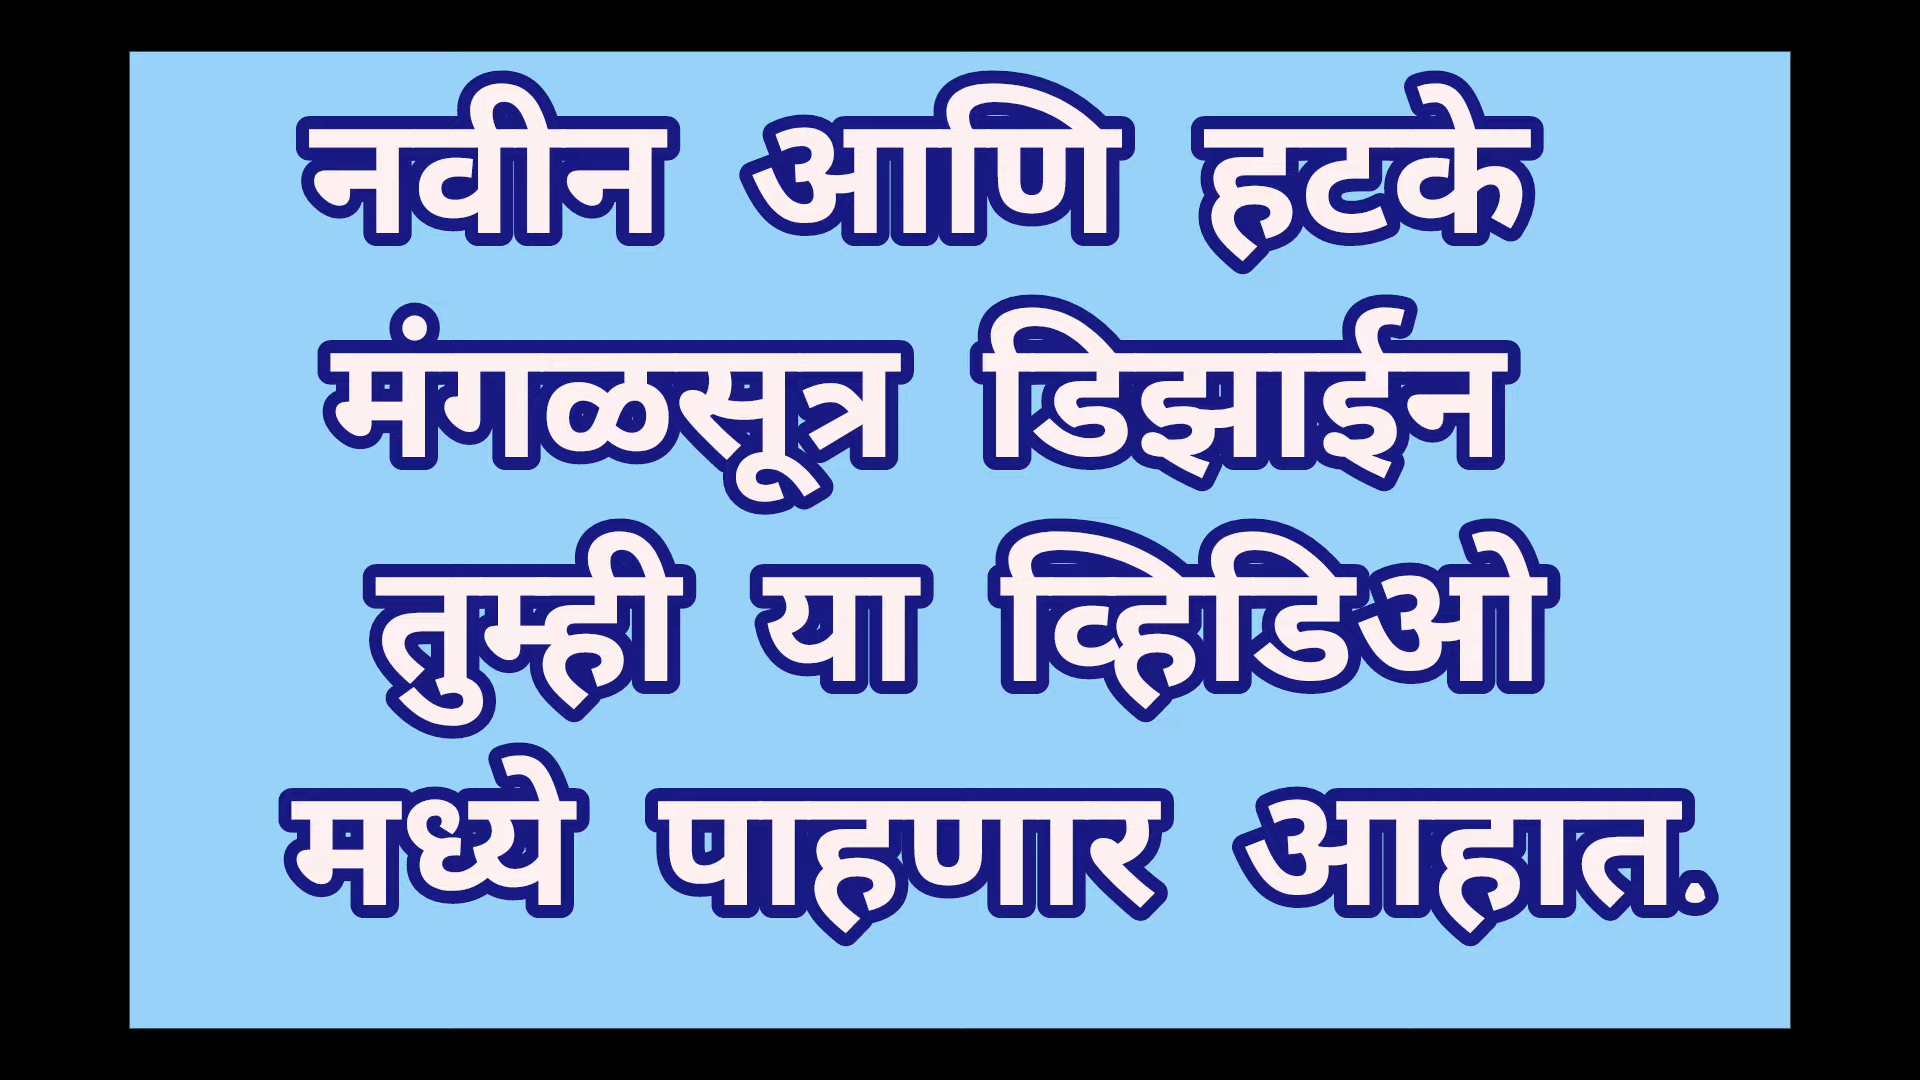 नवीन आणि हटके
मंगळसूत्र डिझाईन
तुम्ही या व्हिडिओ
मध्ये पाहणार आहात.